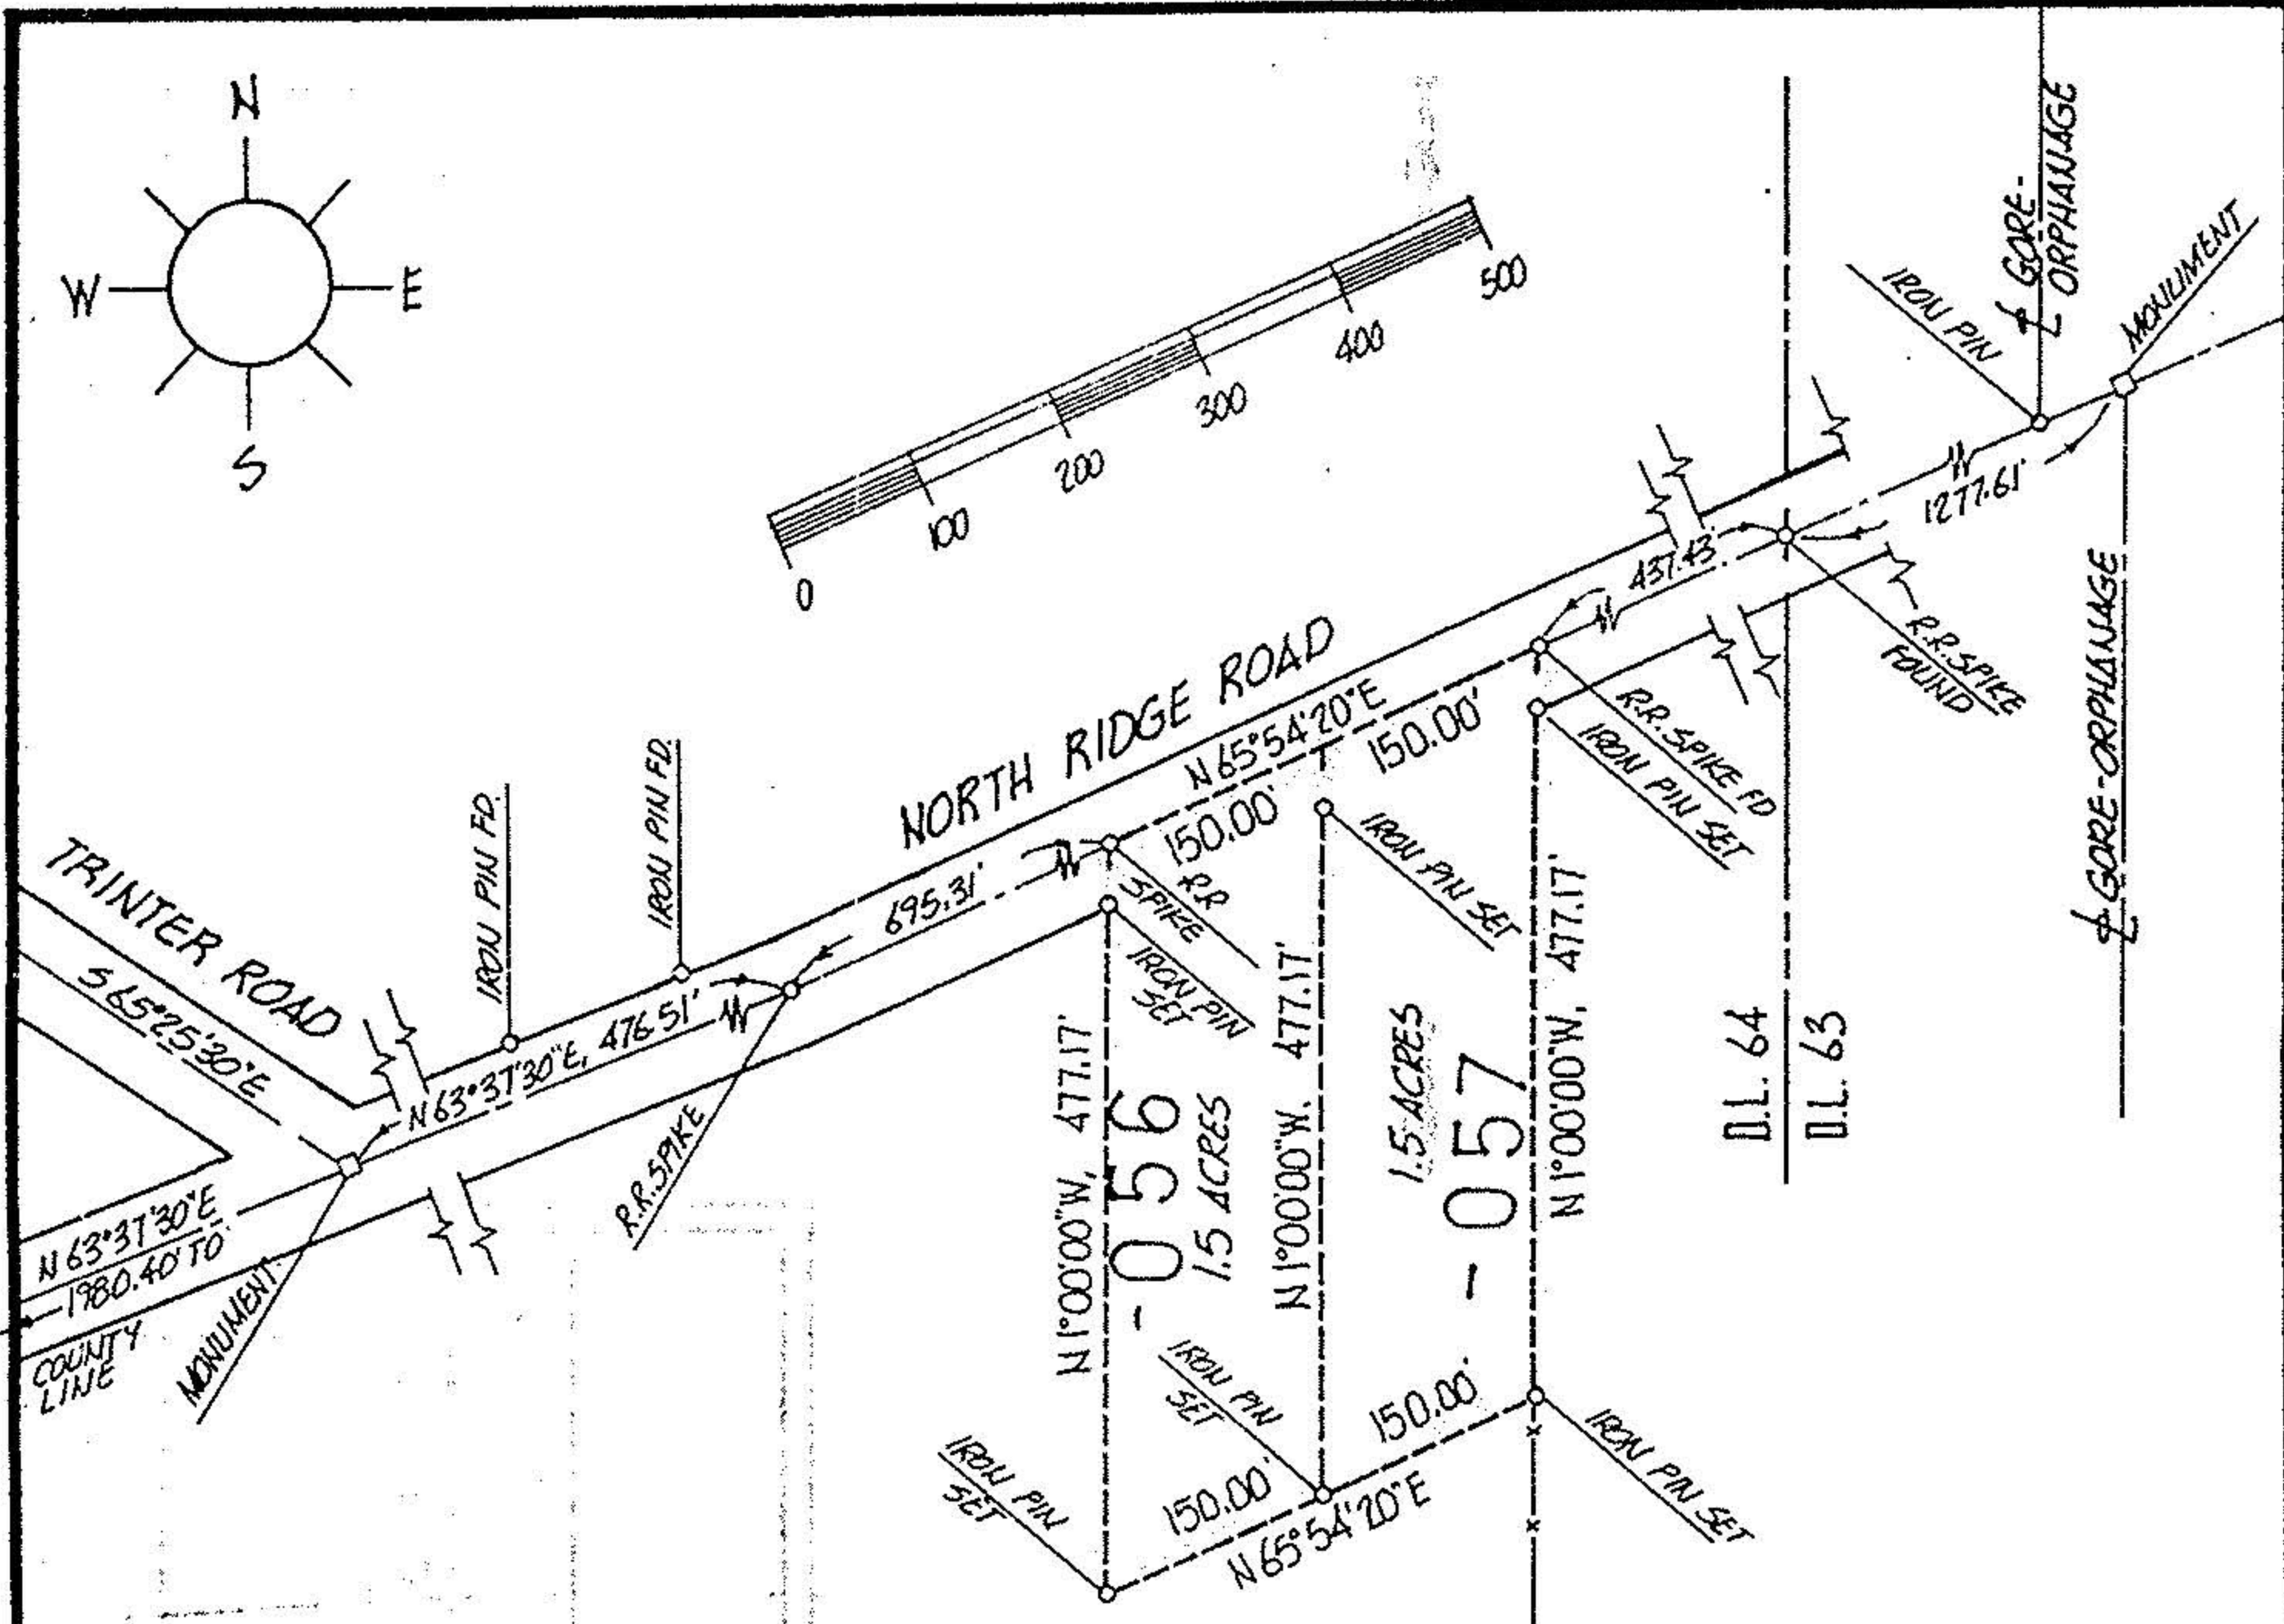 N
W
E
S
0
100
200
300
400
500
GORE-
ORPHANAGE
IRON PIN
MONUMENT
1277.61'
437.43'
R.R. SPIKE
FOUND
GORE-ORPHANAGE
NORTH RIDGE ROAD
N 65°54'20"E
150.00'
150.00'
R.R. SPIKE FD
IRON PIN SET
IRON PIN FD.
IRON PIN FD.
695.31'
R.R.
SPIKE
IRON PIN
SET
IRON PIN SET
TRINTER ROAD
S 65°25'30"E
N 63°37'30"E, 476.51'
R.R. SPIKE
N 63°37'30"E
1980.40' TO
COUNTY
LINE
MONUMENT
N 1°00'00"W, 477.17'
-056
1.5 ACRES
N 1°00'00"W. 477.17'
1.5 ACRES
-057
N 1°00'00"W, 477.17'
D.L. 64
D.L. 63
IRON PIN
SET
IRON PIN
SET
150.00'
150.00'
N 65°54'20"E
IRON PIN SET